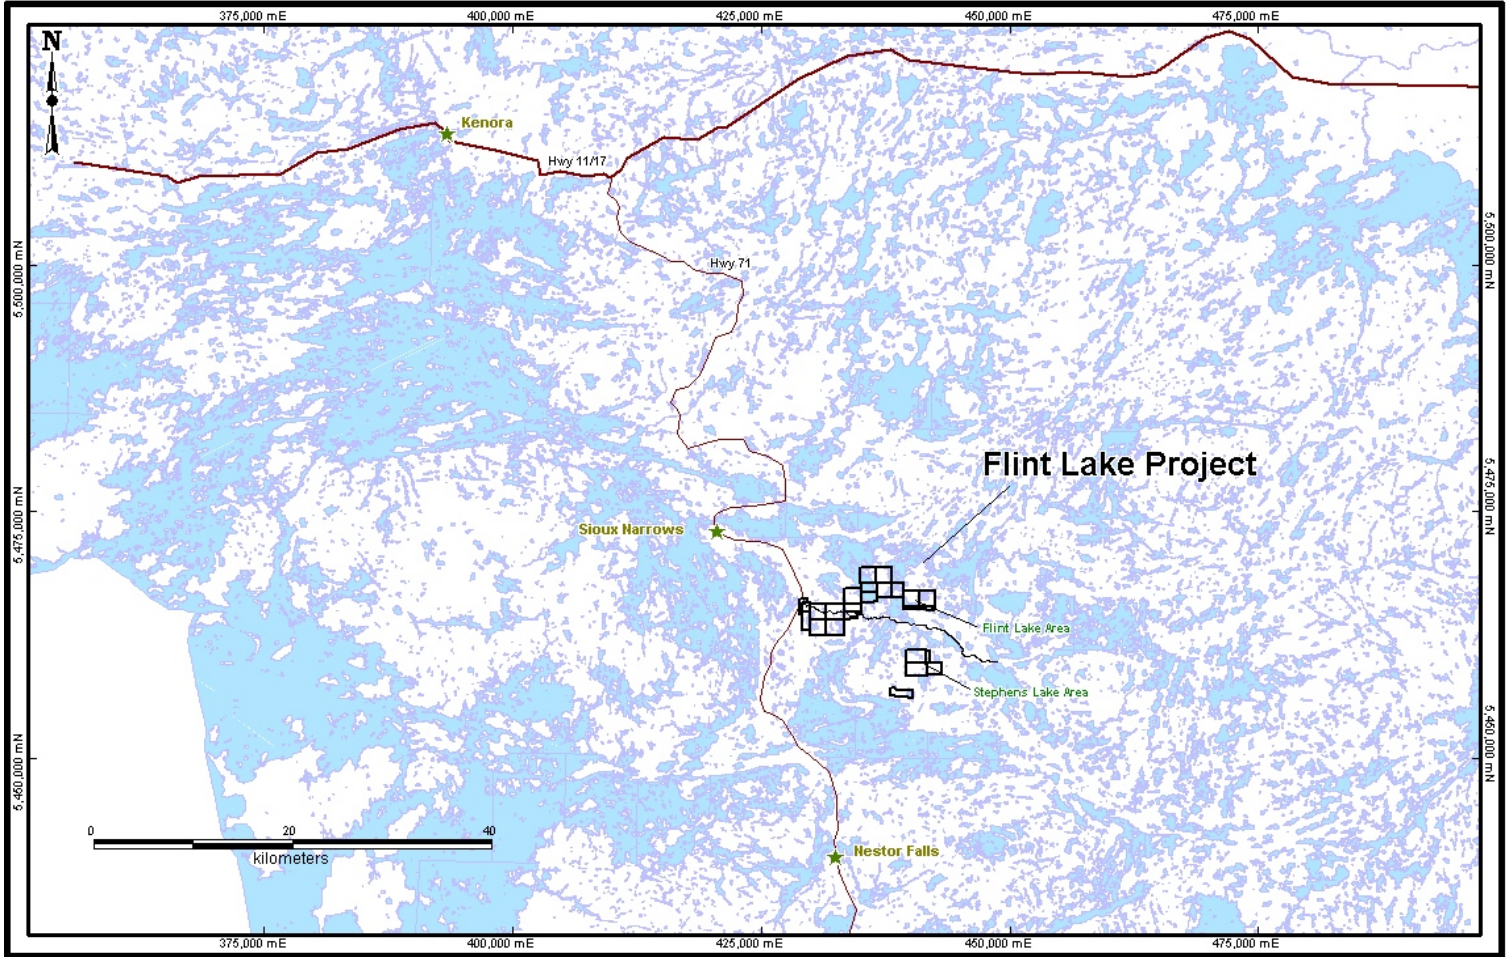 375,000 mE
400,000 mE
425,000 mE
450,000 mE
475,000 mE
N
Kenora
Hwy 11/17
Hwy 71
5,500,000 mN
5,500,000 mN
Flint Lake Project
5,475,000 mN
5,475,000 mN
Sioux Narrows
Flint Lake Area
Stephens Lake Area
5,450,000 mN
5,450,000 mN
0 20 40
kilometers
Nestor Falls
375,000 mE
400,000 mE
425,000 mE
450,000 mE
475,000 mE